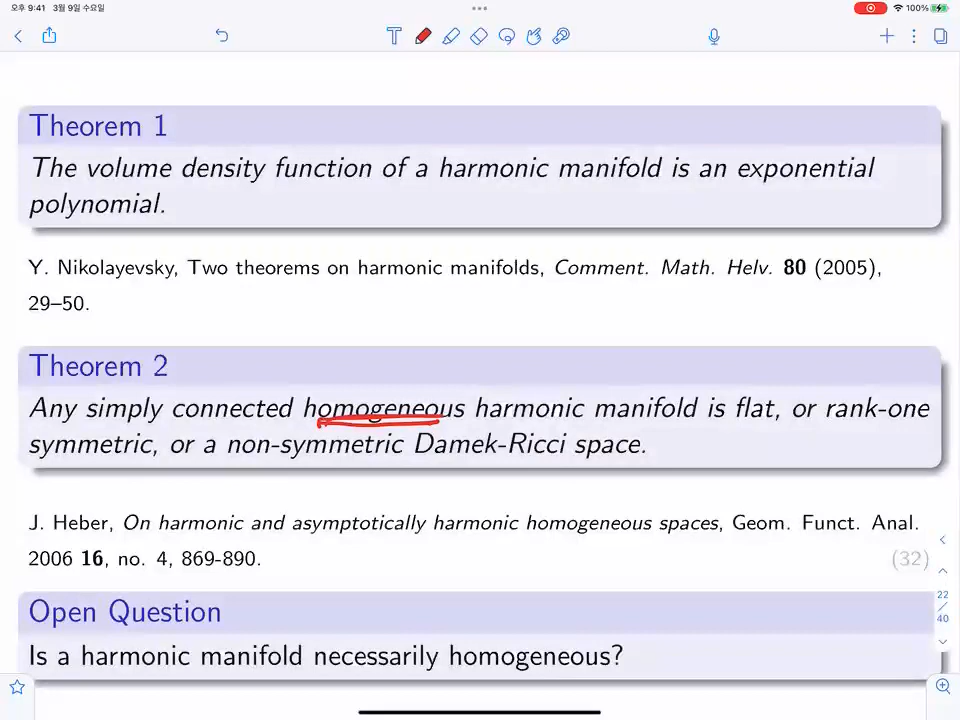 오후 9:41 3월 9일 수요일
100%
Theorem 1
The volume density function of a harmonic manifold is an exponential
polynomial.
Y. Nikolayevsky, Two theorems on harmonic manifolds, Comment. Math. Helv. 80 (2005),
29–50.
Theorem 2
Any simply connected homogeneous harmonic manifold is flat, or rank-one
symmetric, or a non-symmetric Damek-Ricci space.
J. Heber, On harmonic and asymptotically harmonic homogeneous spaces, Geom. Funct. Anal.
2006 16, no. 4, 869-890.
(32)
22
/
40
Open Question
Is a harmonic manifold necessarily homogeneous?